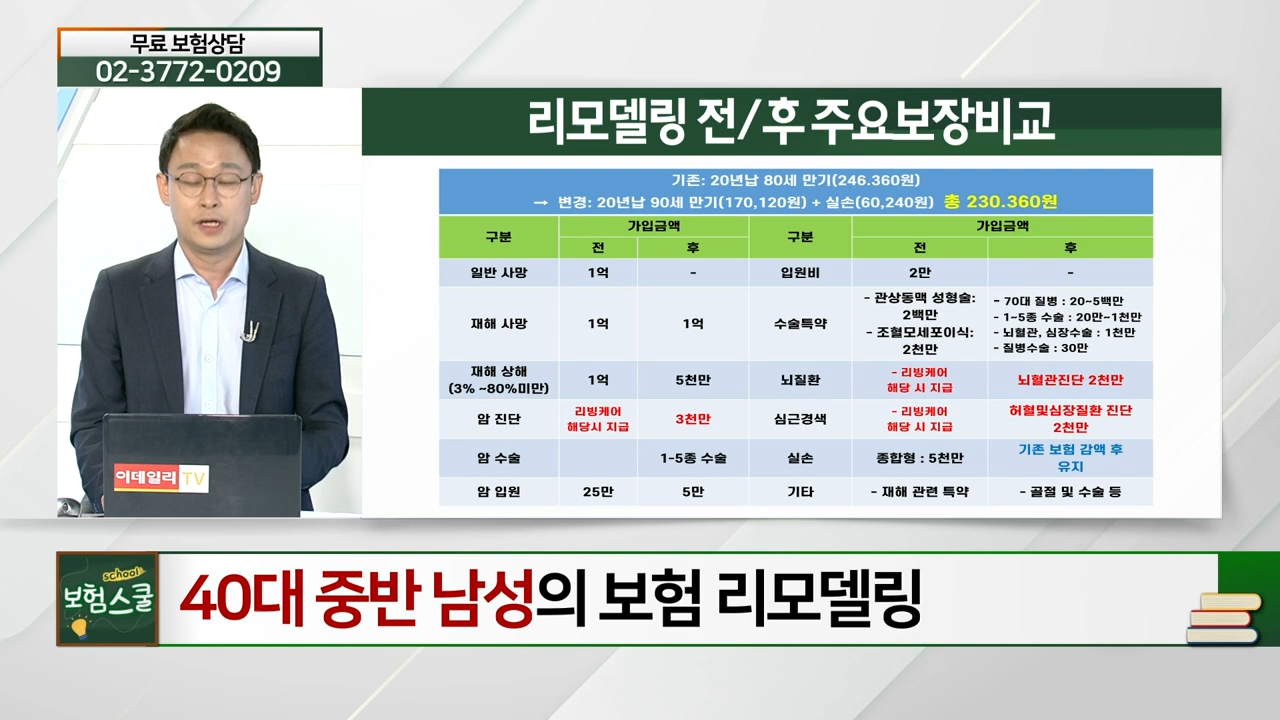 무료 보험상담
02-3772-0209
리모델링 전/후 주요보장비교
기존: 20년납 80세 만기(246.360원)
→ 변경: 20년납 90세 만기(170,120원) + 실손(60,240원) 총 230.360원
구분 가입금액 구분 가입금액
전 후 전 후
일반 사망 1억 - 입원비 2만 -
재해 사망 1억 1억 수술특약
- 관상동맥 성형술:
2백만
- 조혈모세포이식:
2천만
- 70대 질병 : 20~5백만
- 1~5종 수술 : 20만~1천만
- 뇌혈관, 심장수술 : 1천만
- 질병수술 : 30만
재해 상해
(3% ~80%미만)
1억 5천만 뇌질환
- 리빙케어
해당 시 지급
뇌혈관진단 2천만
암 진단
리빙케어
해당시 지급
3천만 심근경색
- 리빙케어
해당 시 지급
허혈및심장질환 진단
2천만
암 수술 1-5종 수술 실손 종합형 : 5천만
기존 보험 감액 후
유지
암 입원 25만 5만 기타 - 재해 관련 특약 - 골절 및 수술 등
이데일리 TV
school
보험스쿨
40대 중반 남성의 보험 리모델링